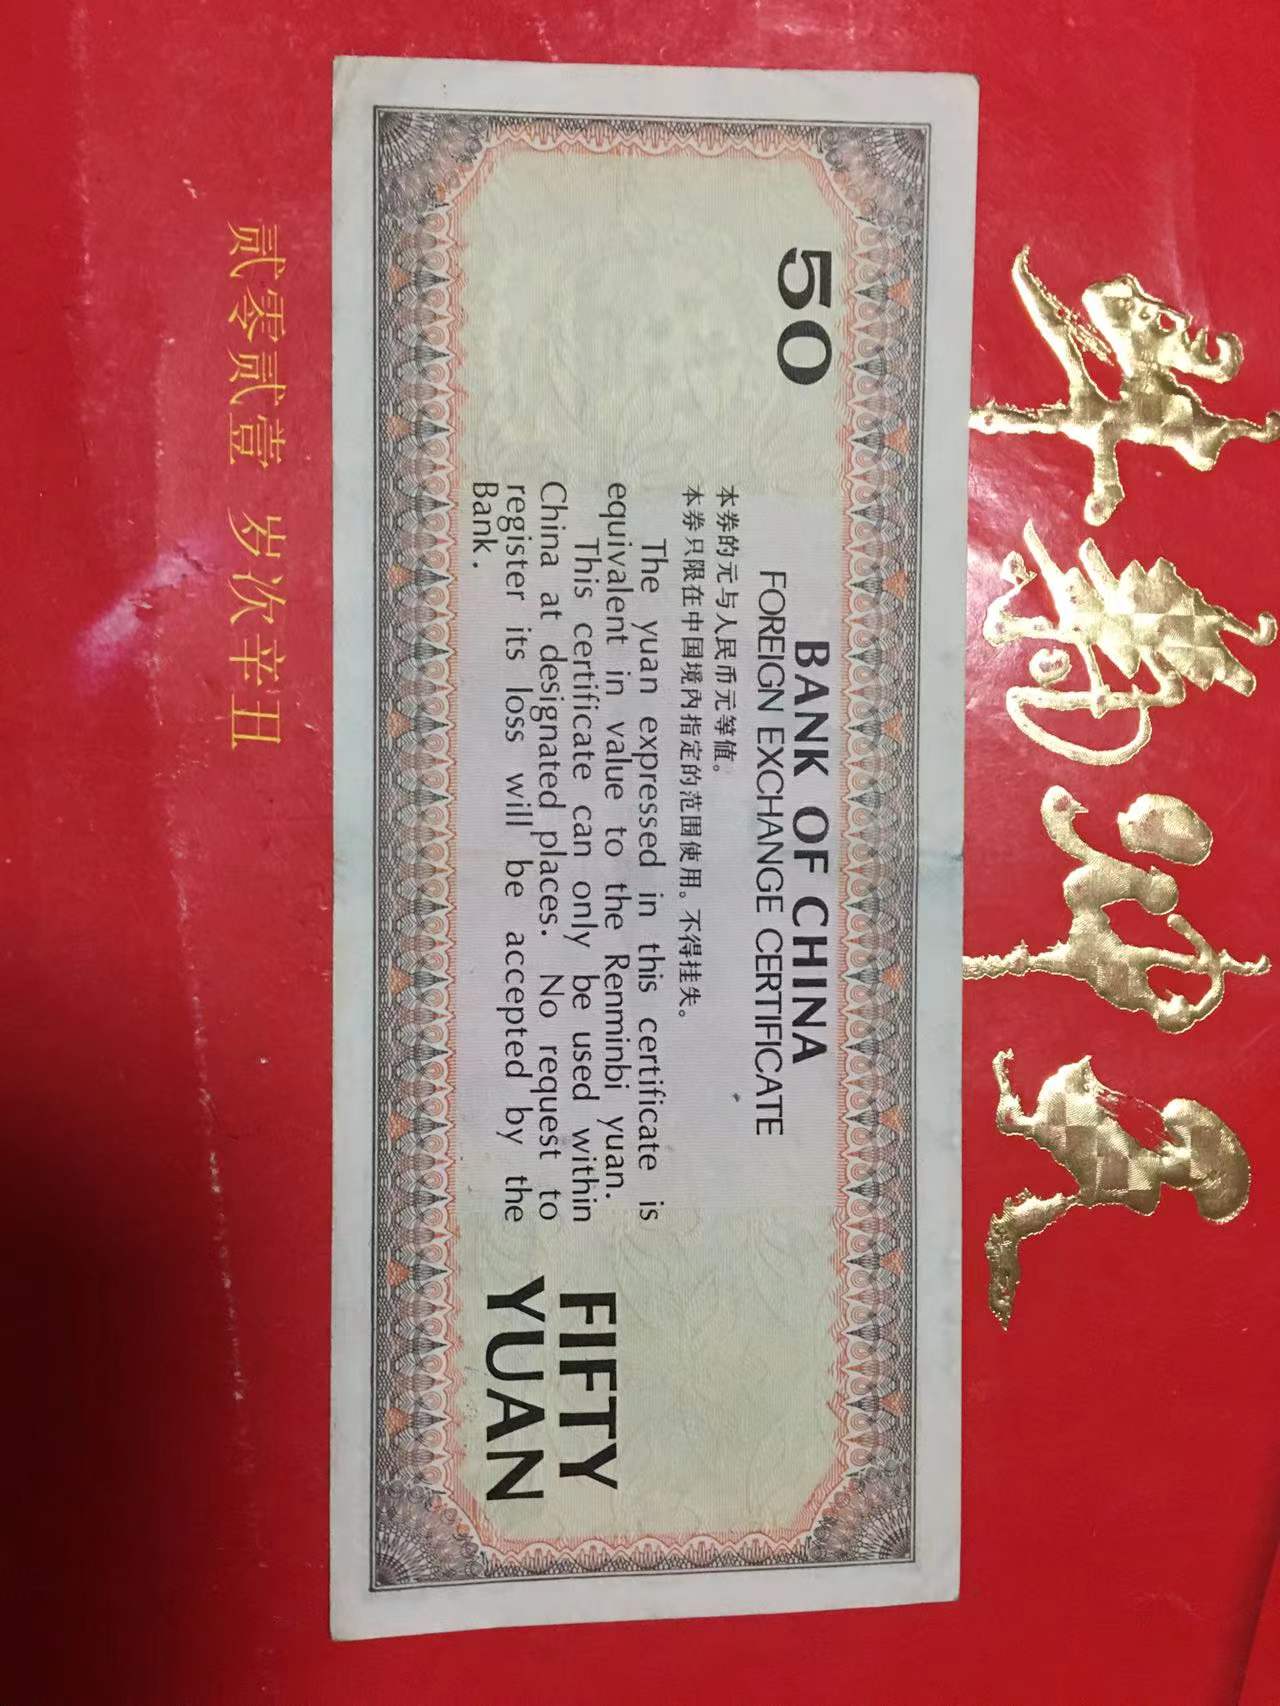 50
BANK OF CHINA
FOREIGN EXCHANGE CERTIFICATE
本券的元与人民币元等值。
本券只限在中国境内指定的范围使用。不得挂失。
The yuan expressed in this certificate is
equivalent in value to the Renminbi yuan.
This certificate can only be used within
China at designated places. No request to
register its loss will be accepted by the
Bank.
FIFTY
YUAN
贰零贰壹 岁次辛丑